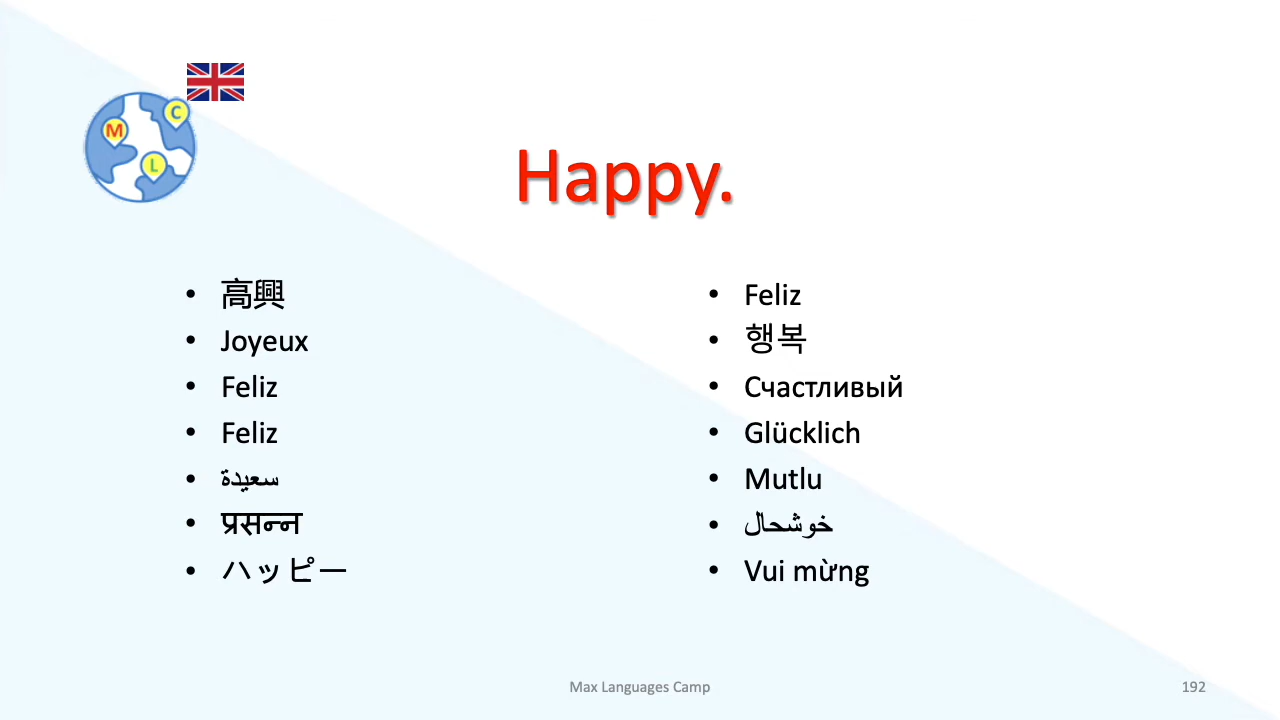 M
C
L
Happy.
• 高興
• Joyeux
• Feliz
• Feliz
• سعيدة
• प्रसन्न
• ハッピー
• Feliz
• 행복
• Счастливый
• Glücklich
• Mutlu
• خوشحال
• Vui mừng
Max Languages Camp
192